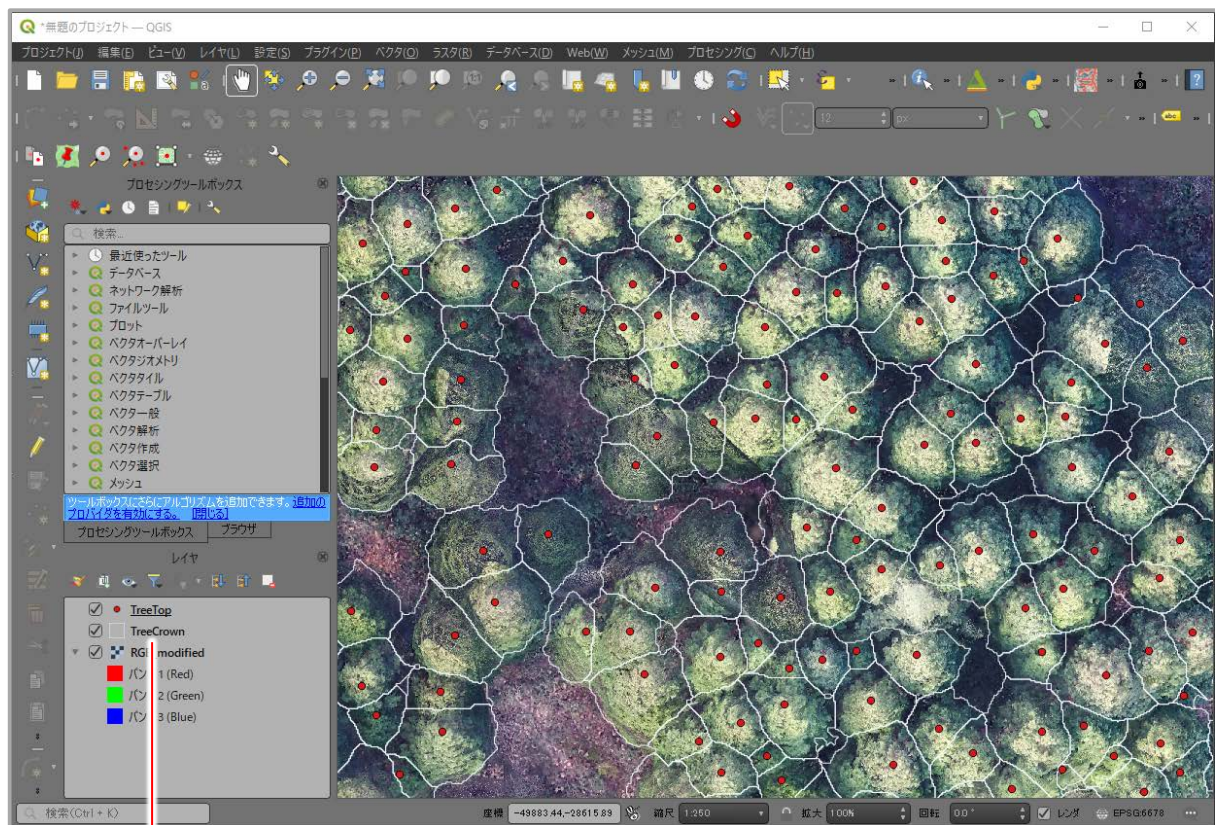 *無題のプロジェクト — QGIS
プロジェクト(J) 編集(E) ビュー(V) レイヤ(L) 設定(S) プラグイン(P) ベクタ(O) ラスタ(R) データベース(D) Web(W) メッシュ(M) プロセシング(C) ヘルプ(H)
12 px abc
プロセシングツールボックス
検索...
最近使ったツール
データベース
ネットワーク解析
ファイルツール
プロット
ベクタオーバーレイ
ベクタジオメトリ
ベクタタイル
ベクタテーブル
ベクタ一般
ベクタ解析
ベクタ作成
ベクタ選択
メッシュ
ツールボックスにさらにアルゴリズムを追加できます。追加の
プロバイダを有効にする。 [閉じる]
プロセシングツールボックス ブラウザ
レイヤ
TreeTop
TreeCrown
modified
1 (Red)
2 (Green)
3 (Blue)
検索(Ctrl + K) 座標 -49883.44,-28615.89 縮尺 1:250 拡大 100% 回転 0.0 ° レンダ EPSG:6678